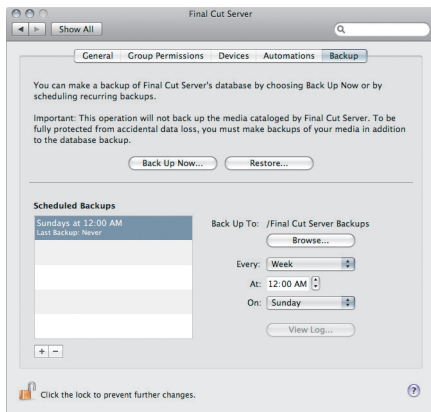 Final Cut Server
Show All
General Group Permissions Devices Automations Backup
You can make a backup of Final Cut Server's database by choosing Back Up Now or by
scheduling recurring backups.
Important: This operation will not back up the media cataloged by Final Cut Server. To be
fully protected from accidental data loss, you must make backups of your media in addition
to the database backup.
Back Up Now... Restore...
Scheduled Backups
Sundays at 12:00 AM
Last Backup: Never
Back Up To: /Final Cut Server Backups
Browse...
Every: Week
At: 12:00 AM
On: Sunday
View Log...
+ −
Click the lock to prevent further changes.
?